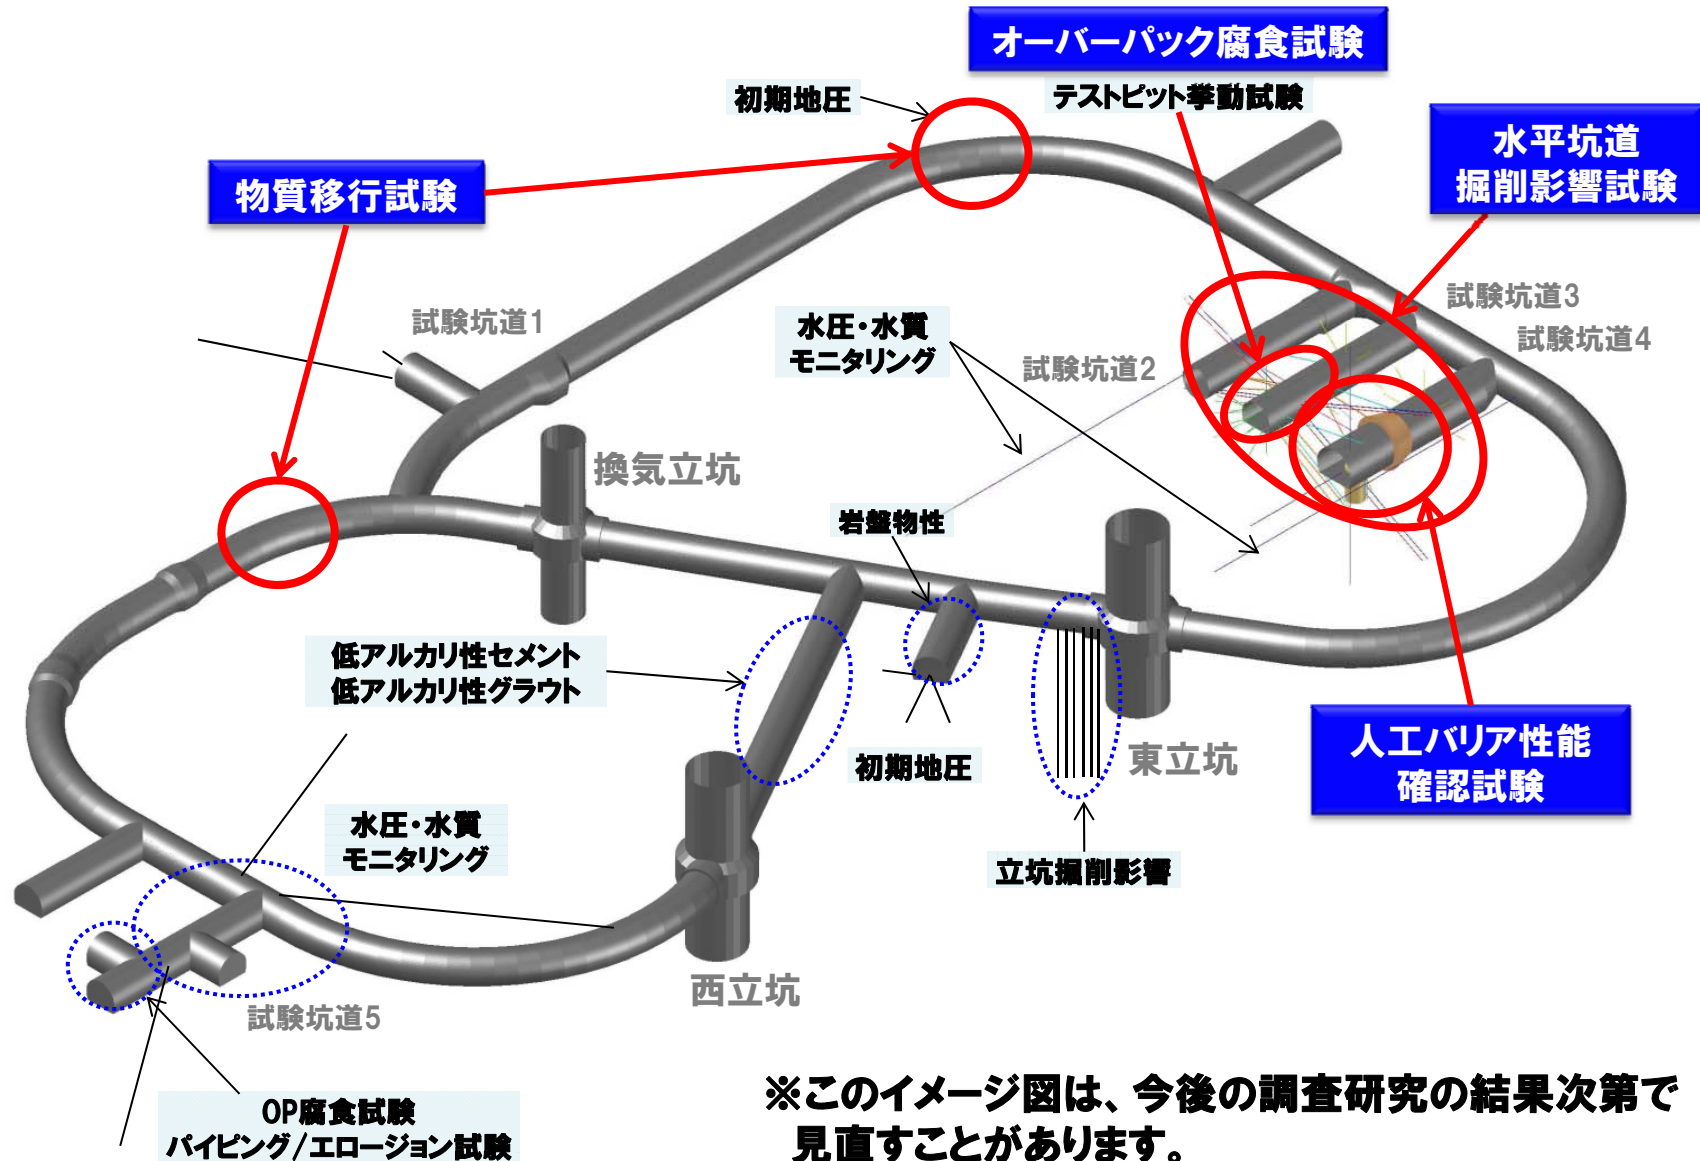 オーバーパック腐食試験
初期地圧
テストピット挙動試験
水平坑道
掘削影響試験
物質移行試験
試験坑道1
水圧・水質
モニタリング
試験坑道2
試験坑道3
試験坑道4
換気立坑
岩盤物性
低アルカリ性セメント
低アルカリ性グラウト
初期地圧
東立坑
人工バリア性能
確認試験
水圧・水質
モニタリング
立坑掘削影響
西立坑
試験坑道5
OP腐食試験
パイピング/エロージョン試験
※このイメージ図は、今後の調査研究の結果次第で
見直すことがあります。